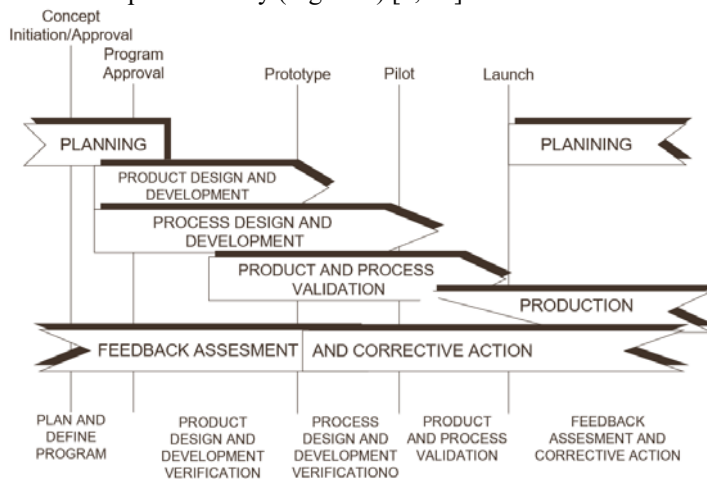 Concept
Initiation/Approval
Program
Approval
Prototype
Pilot
Launch
PLANNING
PLANINING
PRODUCT DESIGN AND
DEVELOPMENT
PROCESS DESIGN AND
DEVELOPMENT
PRODUCT AND PROCESS
VALIDATION
PRODUCTION
FEEDBACK ASSESMENT AND CORRECTIVE ACTION
PLAN AND
DEFINE
PROGRAM
PRODUCT
DESIGN AND
DEVELOPMENT
VERIFICATION
PROCESS
DESIGN AND
DEVELOPMENT
VERIFICATIONO
PRODUCT
AND PROCESS
VALIDATION
FEEDBACK
ASSESMENT AND
CORRECTIVE ACTION